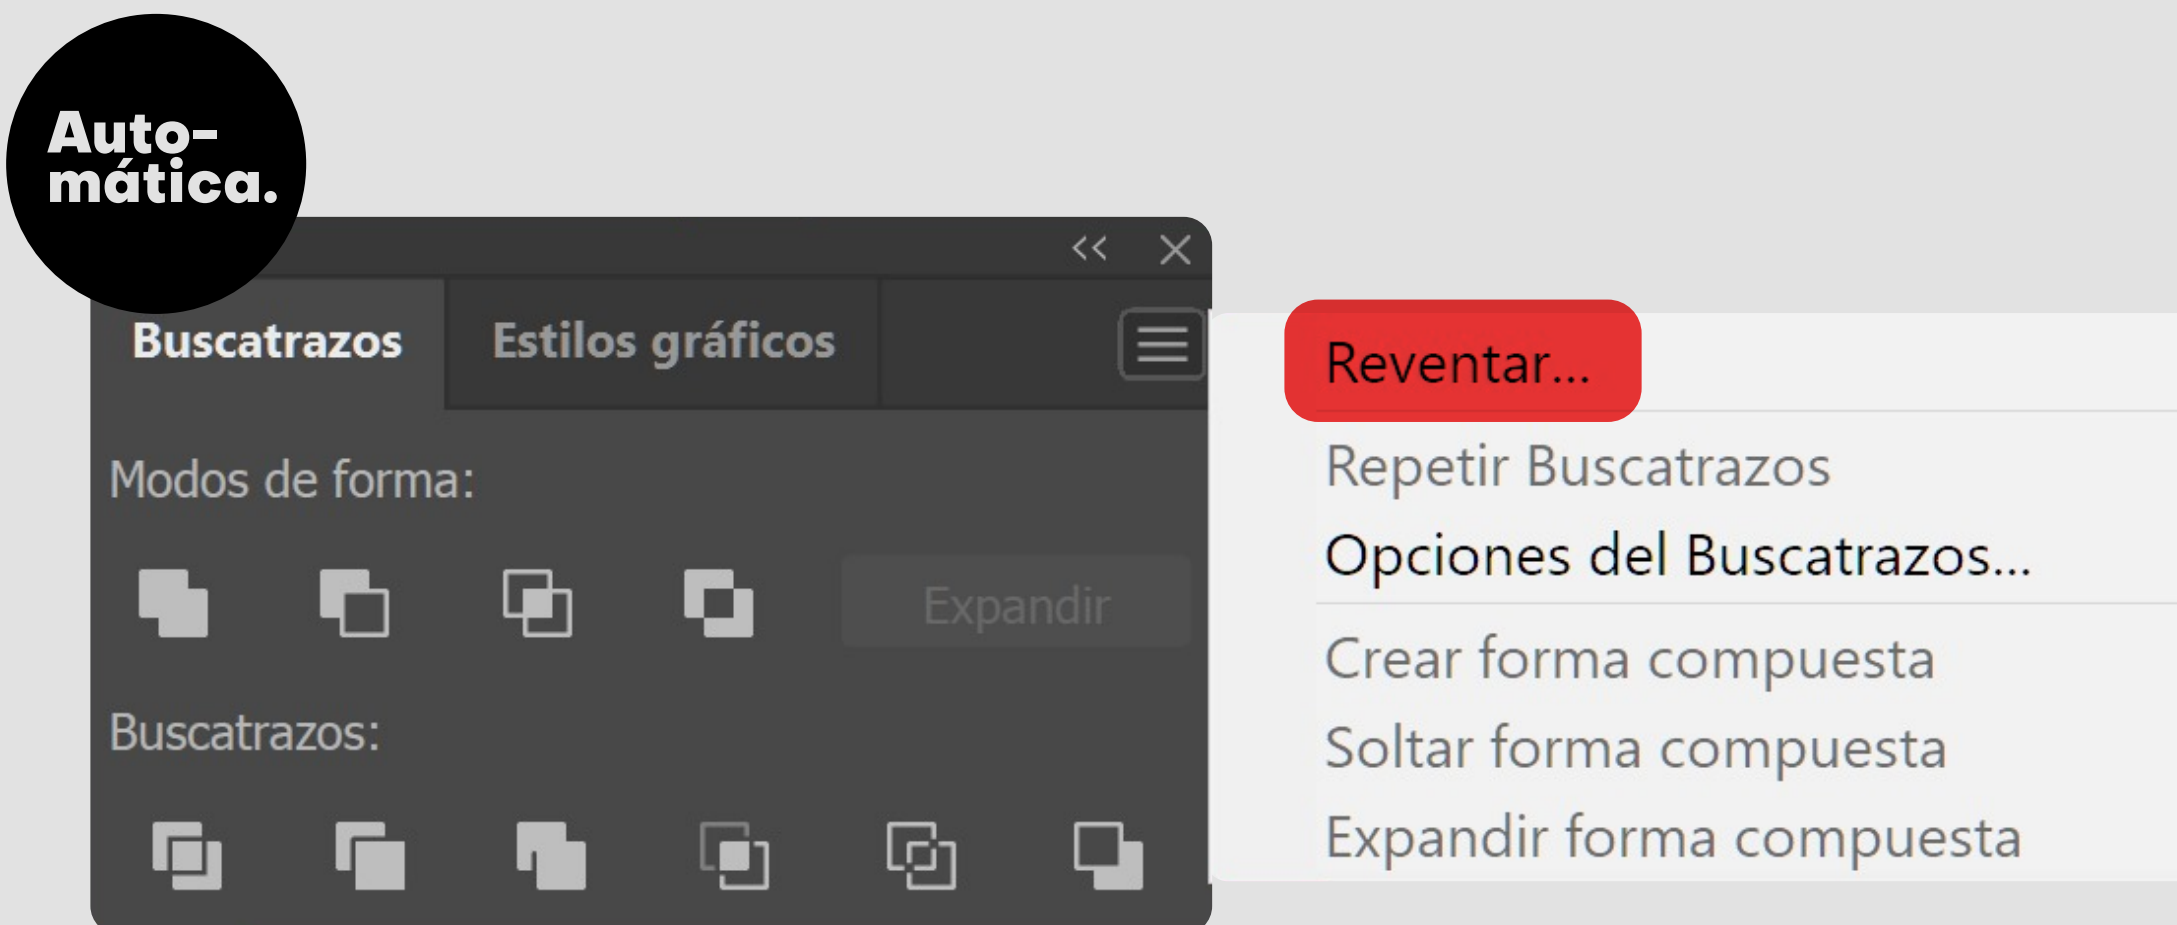 Auto-
mática.
Buscatrazos
Estilos gráficos
Modos de forma:
Expandir
Buscatrazos:
Reventar...
Repetir Buscatrazos
Opciones del Buscatrazos...
Crear forma compuesta
Soltar forma compuesta
Expandir forma compuesta